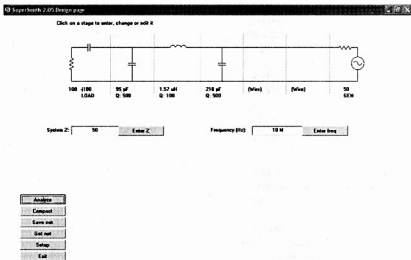 SuperSmith 2.05 Design page
Click on a stage to enter, change or edit it
100 -j100 95 pF 1.57 uH 210 pF (Wire) (Wire) 50
LOAD Q: 500 Q: 100 Q: 500 GEN
System Z: 50 Enter Z Frequency (Hz): 10 M Enter freq
Analyze
Compact
Save net
Get net
Setup
Exit